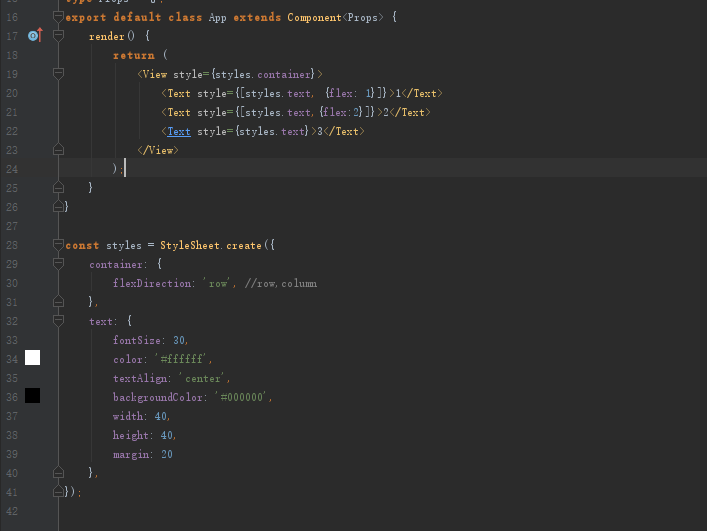 16 export default class App extends Component<Props> {
17 render() {
18 return (
19 <View style={styles.container}>
20 <Text style={[styles.text, {flex: 1}]}>1</Text>
21 <Text style={[styles.text,{flex:2}]}>2</Text>
22 <Text style={styles.text}>3</Text>
23 </View>
24 );
25 }
26 }
27
28 const styles = StyleSheet.create({
29 container: {
30 flexDirection: 'row', //row,column
31 },
32 text: {
33 fontSize: 30,
34 color: '#ffffff',
35 textAlign: 'center',
36 backgroundColor: '#000000',
37 width: 40,
38 height: 40,
39 margin: 20
40 },
41 });
42